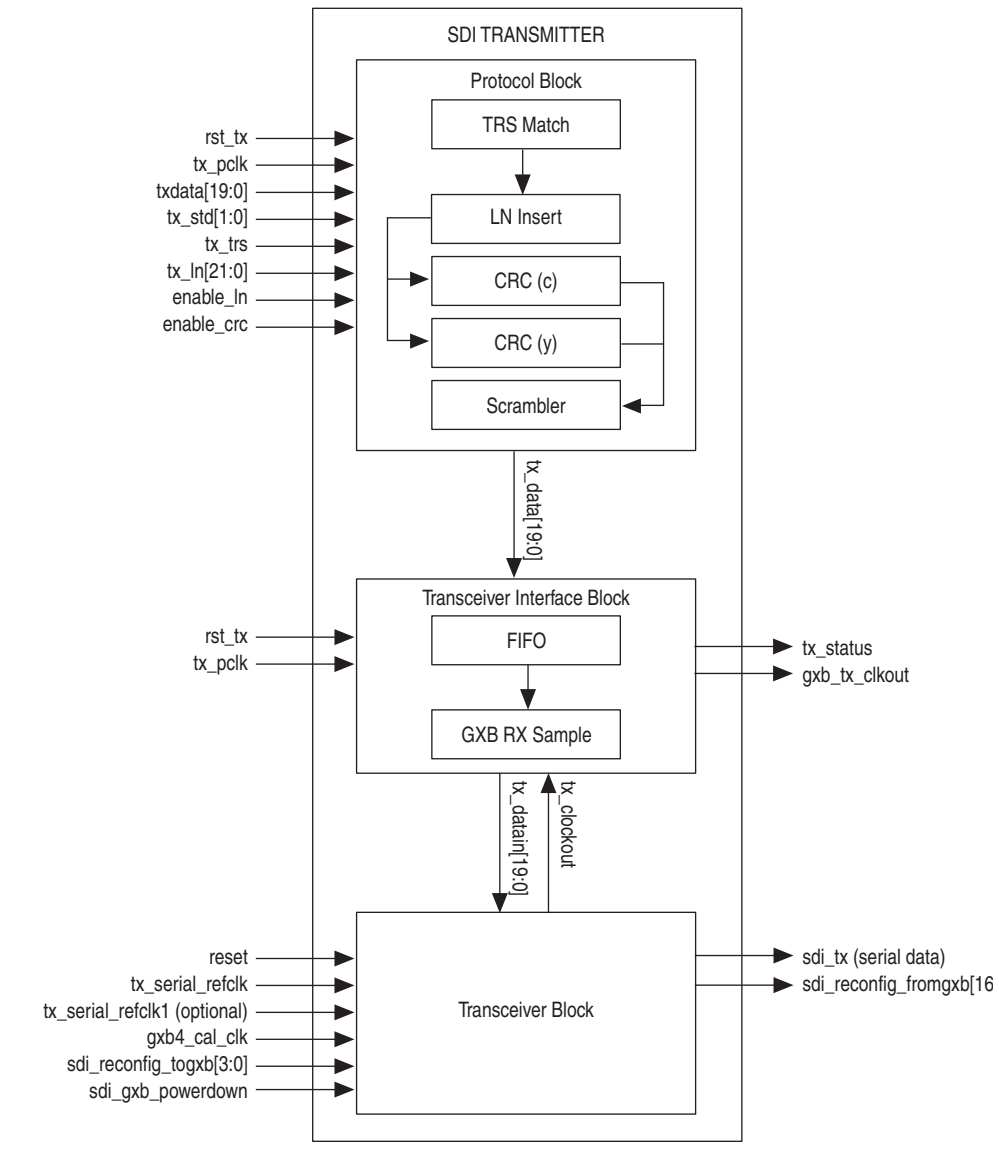 SDI TRANSMITTER
Protocol Block
TRS Match
LN Insert
CRC (c)
CRC (y)
Scrambler
rst_tx
tx_pclk
txdata[19:0]
tx_std[1:0]
tx_trs
tx_ln[21:0]
enable_ln
enable_crc
tx_data[19:0]
Transceiver Interface Block
FIFO
GXB RX Sample
rst_tx
tx_pclk
tx_status
gxb_tx_clkout
tx_datain[19:0]
tx_clockout
Transceiver Block
reset
tx_serial_refclk
tx_serial_refclk1 (optional)
gxb4_cal_clk
sdi_reconfig_togxb[3:0]
sdi_gxb_powerdown
sdi_tx (serial data)
sdi_reconfig_fromgxb[16